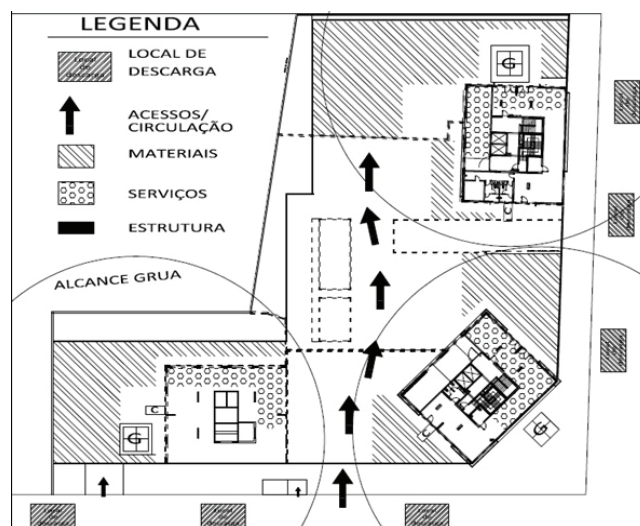 LEGENDA
LOCAL DE
DESCARGA
ACESSOS/
CIRCULAÇÃO
MATERIAIS
SERVIÇOS
ESTRUTURA
ALCANCE GRUA
G
C
C
G
C
G